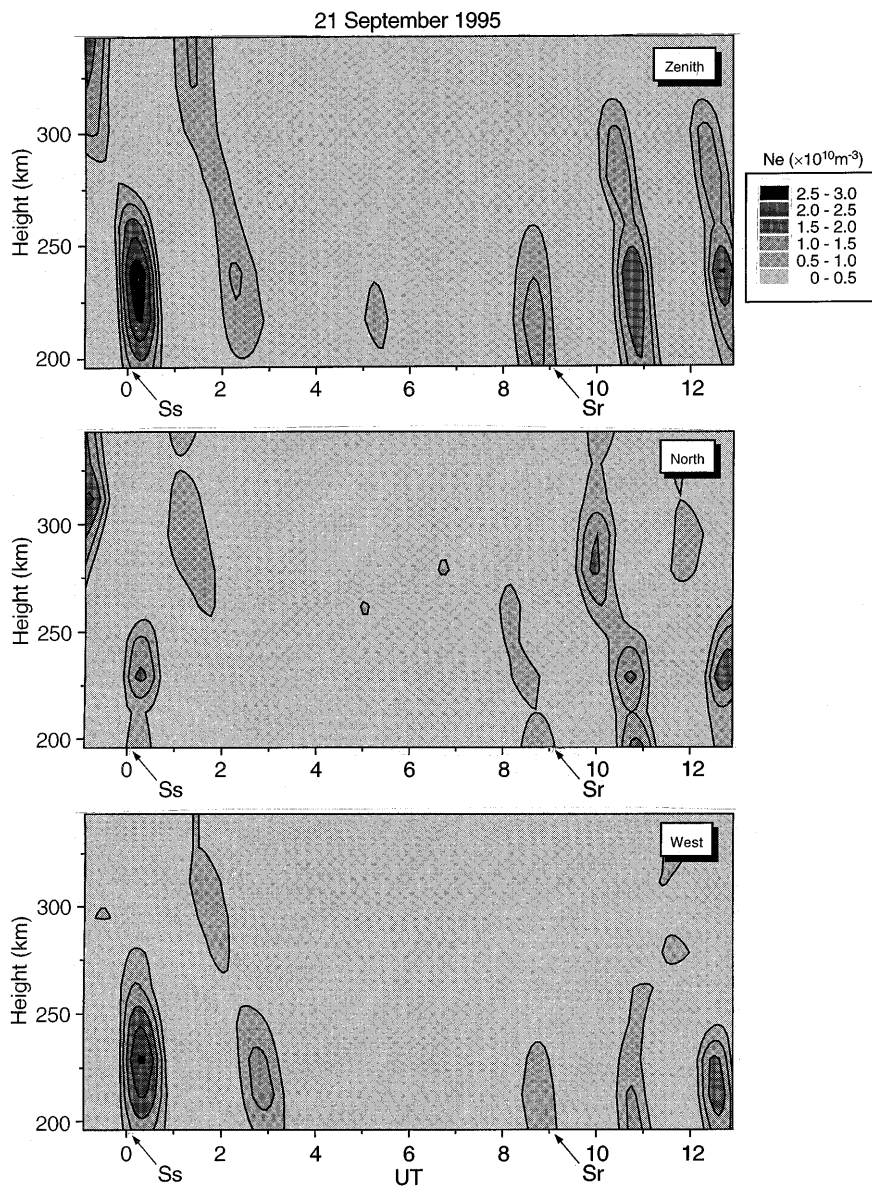 21 September 1995
Zenith
Height (km)
300
250
200
0 2 4 6 8 10 12
Ss Sr
Ne (×10¹⁰m⁻³)
2.5 - 3.0
2.0 - 2.5
1.5 - 2.0
1.0 - 1.5
0.5 - 1.0
0 - 0.5
North
Height (km)
300
250
200
0 2 4 6 8 10 12
Ss Sr
West
Height (km)
300
250
200
0 2 4 6 8 10 12
Ss UT Sr